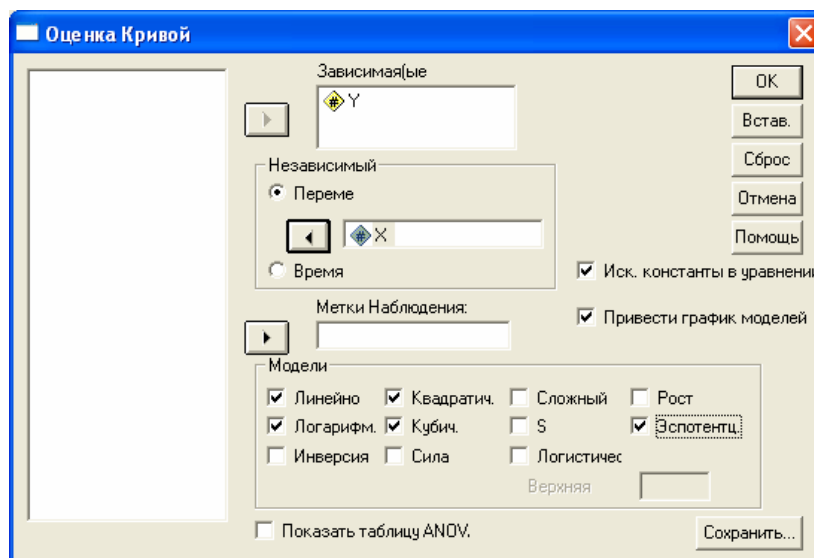 Оценка Кривой
Зависимая(ые
# Y
OK
Встав.
Сброс
Отмена
Помощь
Независимый
Переме
# X
Время
Иск. константы в уравнени
Метки Наблюдения:
Привести график моделей
Модели
Линейно Квадратич. Сложный Рост
Логарифм. Кубич. S Эспотентц.
Инверсия Сила Логистичес
Верхняя
Показать таблицу ANOV.
Сохранить...